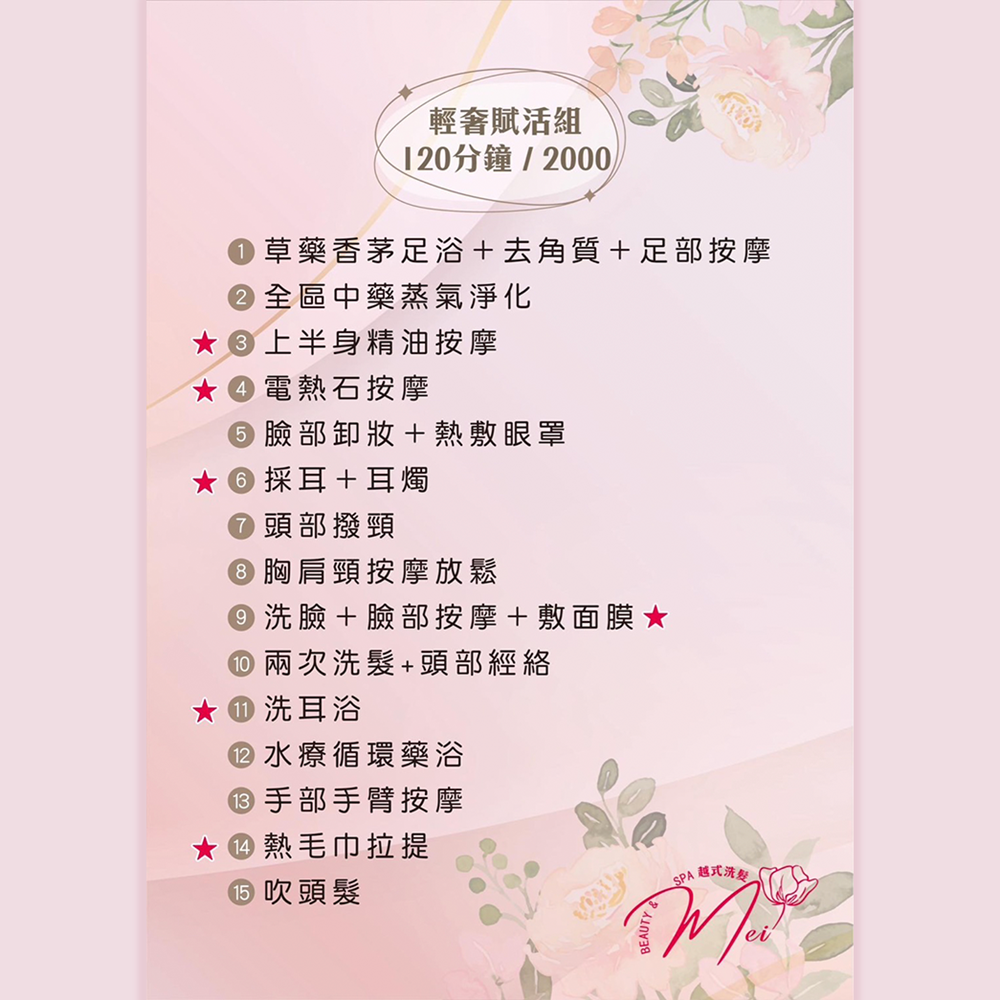 輕奢賦活組
120分鐘 / 2000
1 草藥香茅足浴＋去角質＋足部按摩
2 全區中藥蒸氣淨化
★ 3 上半身精油按摩
★ 4 電熱石按摩
5 臉部卸妝＋熱敷眼罩
★ 6 採耳＋耳燭
7 頭部撥頸
8 胸肩頸按摩放鬆
9 洗臉＋臉部按摩＋敷面膜★
10 兩次洗髮+頭部經絡
★ 11 洗耳浴
12 水療循環藥浴
13 手部手臂按摩
★ 14 熱毛巾拉提
15 吹頭髮
BEAUTY & SPA 越式洗髮
Mei